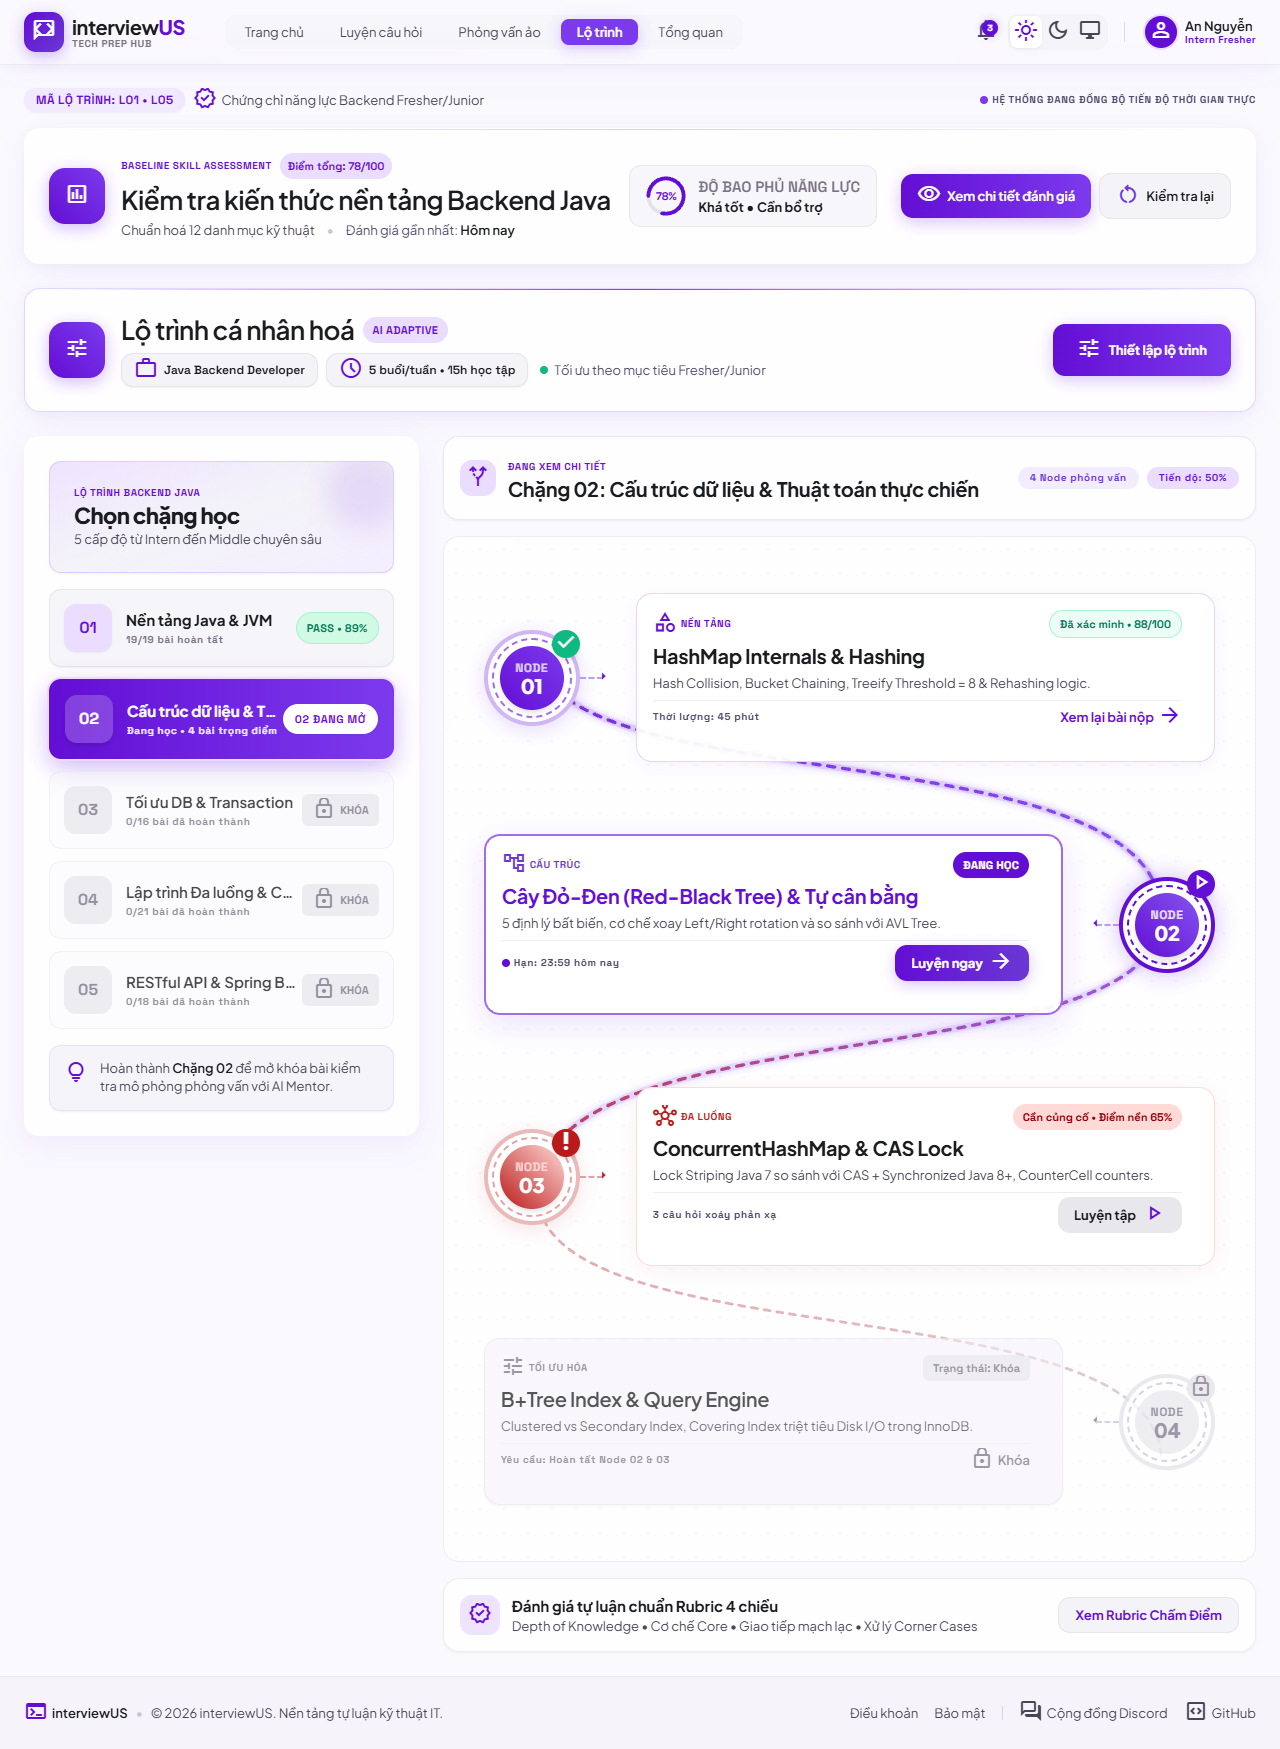 interviewUS
TECH PREP HUB
Trang chủ
Luyện câu hỏi
Phỏng vấn ảo
Lộ trình
Tổng quan
3
An Nguyễn
Intern Fresher
MÃ LỘ TRÌNH: L01 • L05
Chứng chỉ năng lực Backend Fresher/Junior
HỆ THỐNG ĐANG ĐỒNG BỘ TIẾN ĐỘ THỜI GIAN THỰC
BASELINE SKILL ASSESSMENT
Điểm tổng: 78/100
Kiểm tra kiến thức nền tảng Backend Java
Chuẩn hoá 12 danh mục kỹ thuật • Đánh giá gần nhất: Hôm nay
78%
ĐỘ BAO PHỦ NĂNG LỰC
Khá tốt • Cần bổ trợ
Xem chi tiết đánh giá
Kiểm tra lại
Lộ trình cá nhân hoá
AI ADAPTIVE
Java Backend Developer
5 buổi/tuần • 15h học tập
Tối ưu theo mục tiêu Fresher/Junior
Thiết lập lộ trình
LỘ TRÌNH BACKEND JAVA
Chọn chặng học
5 cấp độ từ Intern đến Middle chuyên sâu
01
Nền tảng Java & JVM
19/19 bài hoàn tất
PASS • 89%
02
Cấu trúc dữ liệu & T...
Đang học • 4 bài trọng điểm
02 ĐANG MỞ
03
Tối ưu DB & Transaction
0/16 bài đã hoàn thành
KHÓA
04
Lập trình Đa luồng & C...
0/21 bài đã hoàn thành
KHÓA
05
RESTful API & Spring B...
0/18 bài đã hoàn thành
KHÓA
Hoàn thành Chặng 02 để mở khóa bài kiểm
tra mô phỏng phỏng vấn với AI Mentor.
ĐANG XEM CHI TIẾT
Chặng 02: Cấu trúc dữ liệu & Thuật toán thực chiến
4 Node phỏng vấn
Tiến độ: 50%
NODE
01
NỀN TẢNG
Đã xác minh • 88/100
HashMap Internals & Hashing
Hash Collision, Bucket Chaining, Treeify Threshold = 8 & Rehashing logic.
Thời lượng: 45 phút
Xem lại bài nộp
CẤU TRÚC
ĐANG HỌC
Cây Đỏ-Đen (Red-Black Tree) & Tự cân bằng
5 định lý bất biến, cơ chế xoay Left/Right rotation và so sánh với AVL Tree.
Hạn: 23:59 hôm nay
Luyện ngay
NODE
02
NODE
03
ĐA LUỒNG
Cần củng cố • Điểm nền 65%
ConcurrentHashMap & CAS Lock
Lock Striping Java 7 so sánh với CAS + Synchronized Java 8+, CounterCell counters.
3 câu hỏi xoáy phản xạ
Luyện tập
TỐI ƯU HÓA
Trạng thái: Khóa
B+Tree Index & Query Engine
Clustered vs Secondary Index, Covering Index triệt tiêu Disk I/O trong InnoDB.
Yêu cầu: Hoàn tất Node 02 & 03
Khóa
NODE
04
Đánh giá tự luận chuẩn Rubric 4 chiều
Depth of Knowledge • Cơ chế Core • Giao tiếp mạch lạc • Xử lý Corner Cases
Xem Rubric Chấm Điểm
interviewUS • © 2026 interviewUS. Nền tảng tự luận kỹ thuật IT.
Điều khoản
Bảo mật
Cộng đồng Discord
GitHub